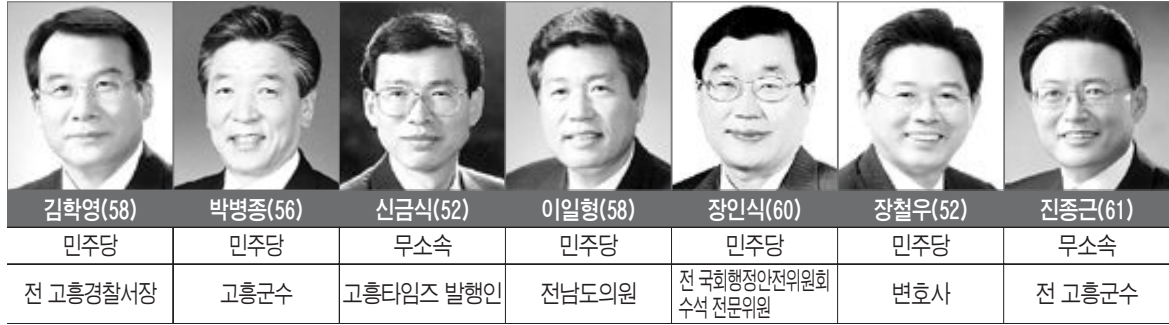 김학영(58) 박병종(56) 신금식(52) 이일형(58) 장인식(60) 장철우(52) 진종근(61)
민주당 민주당 무소속 민주당 민주당 민주당 무소속
전 고흥경찰서장 고흥군수 고흥타임즈 발행인 전남도의원 전 국회행정안전위원회 변호사 전 고흥군수
수석 전문위원